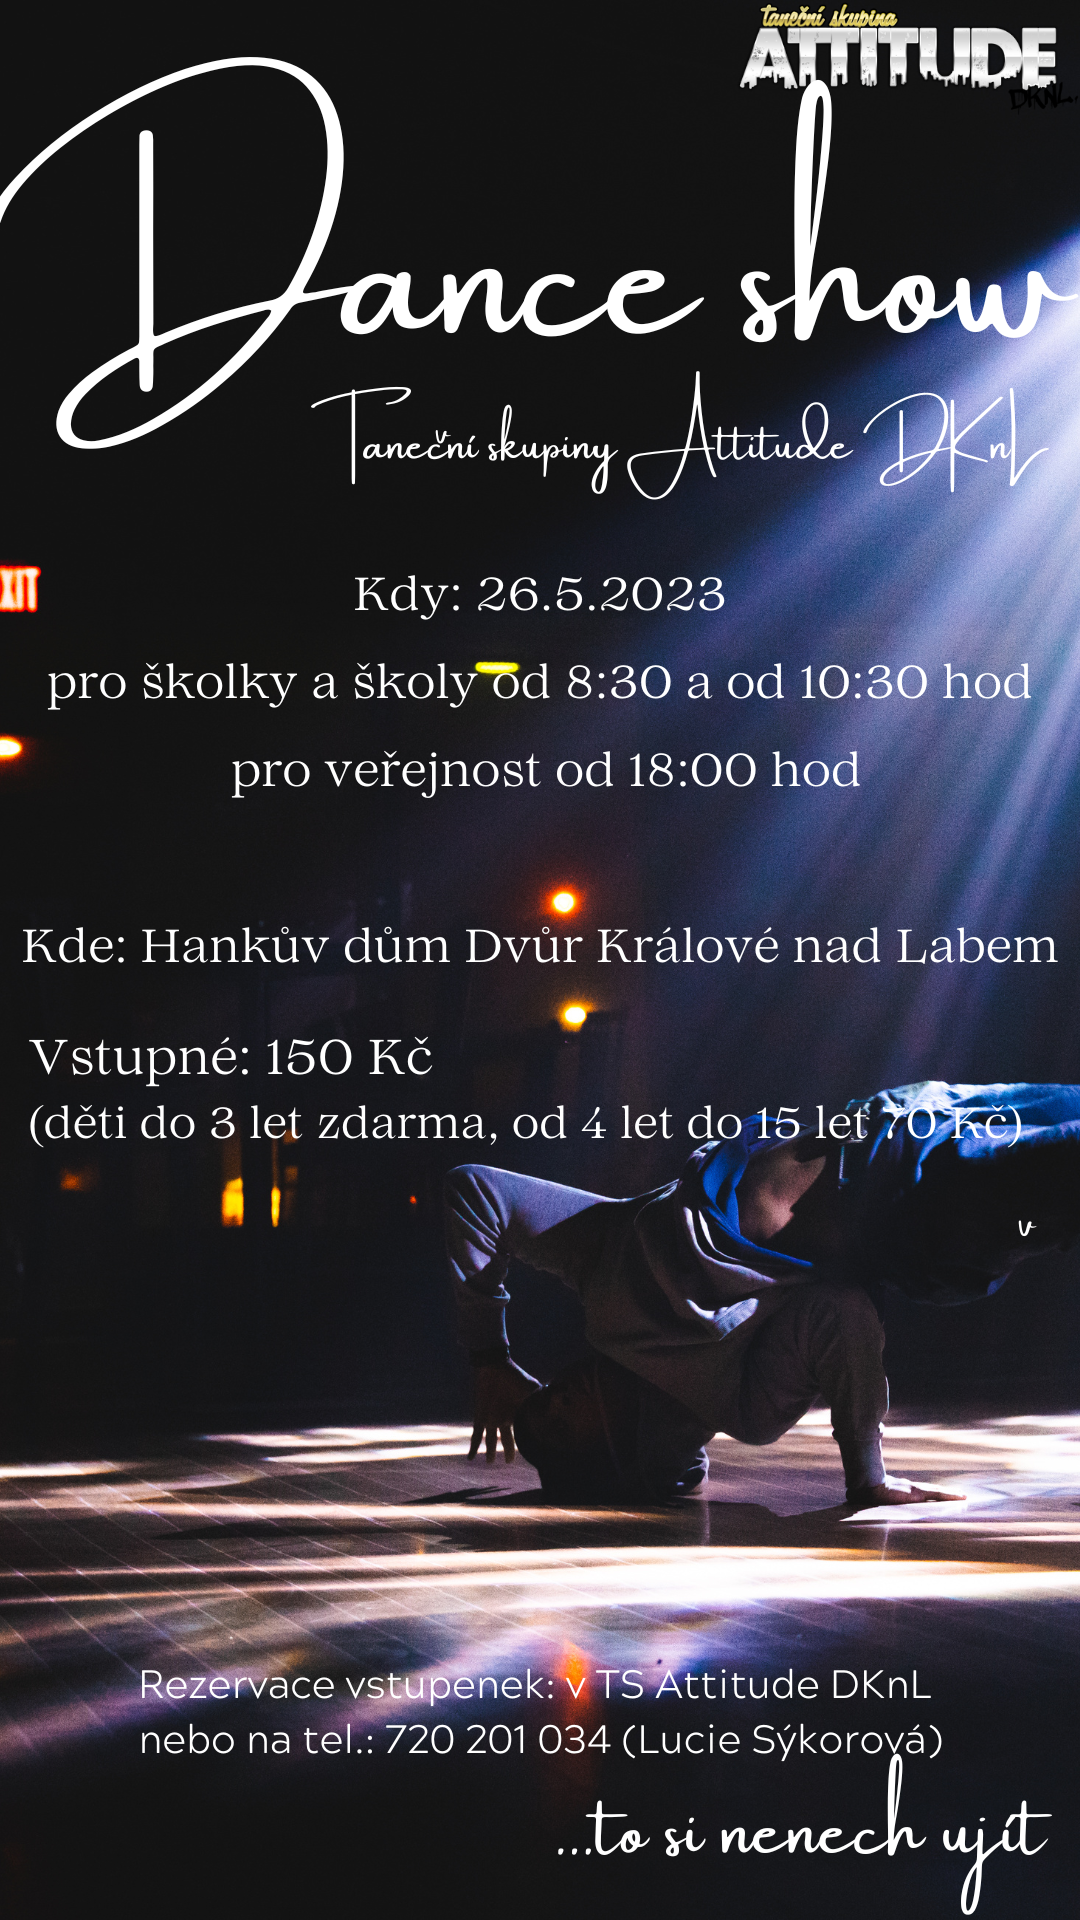 taneční skupina
ATTITUDE
DKNL
Dance show
Taneční skupiny Attitude DKnL
XIT
Kdy: 26.5.2023
pro školky a školy od 8:30 a od 10:30 hod
pro veřejnost od 18:00 hod
Kde: Hankův dům Dvůr Králové nad Labem
Vstupné: 150 Kč
(děti do 3 let zdarma, od 4 let do 15 let 70 Kč)
Rezervace vstupenek: v TS Attitude DKnL
nebo na tel.: 720 201 034 (Lucie Sýkorová)
...to si nenech ujít